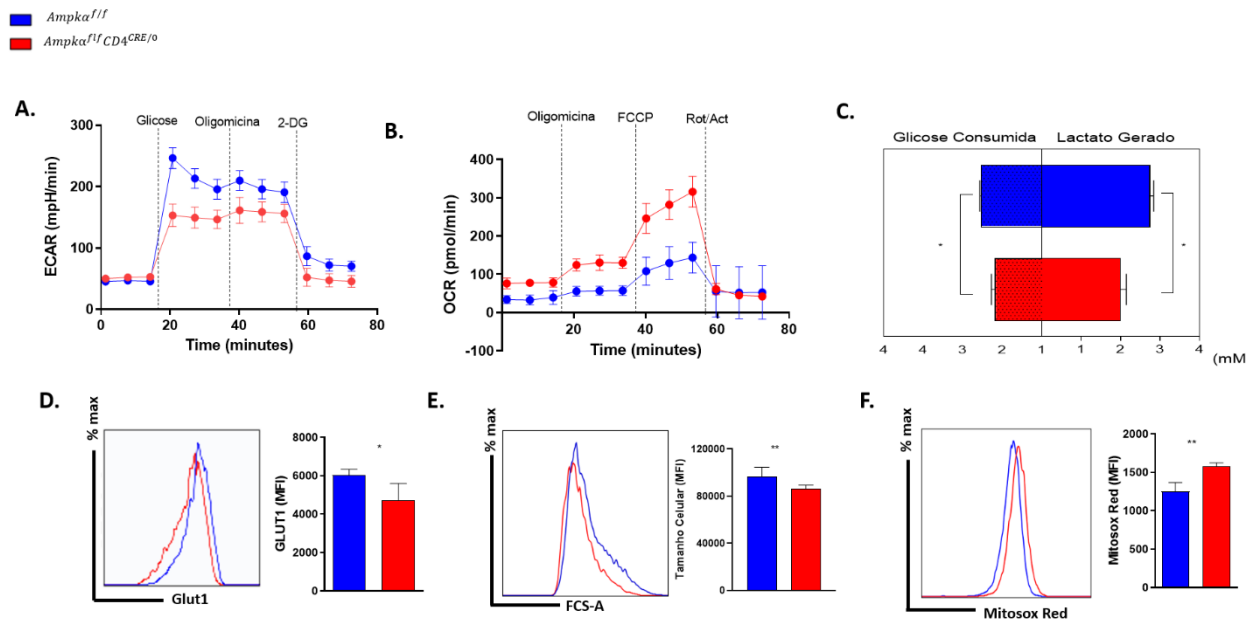 Ampkα^{f/f}
Ampkα^{f/f}CD4^{CRE/0}
A.
Glicose
Oligomicina
2-DG
300
200
100
0
ECAR (mpH/min)
0
20
40
60
80
Time (minutes)
B.
Oligomicina
FCCP
Rot/Act
400
300
200
100
0
-100
OCR (pmol/min)
20
40
60
80
Time (minutes)
C.
Glicose Consumida
Lactato Gerado
*
*
4 4 3 2 1 2 3 4
(mM
D.
% max
Glut1
8000
*
6000
4000
2000
0
GLUT1 (MFI)
E.
% max
FCS-A
120000
**
80000
40000
0
Tamanho Celular (MFI)
F.
% max
Mitosox Red
2000
**
1500
1000
500
0
Mitosox Red (MFI)